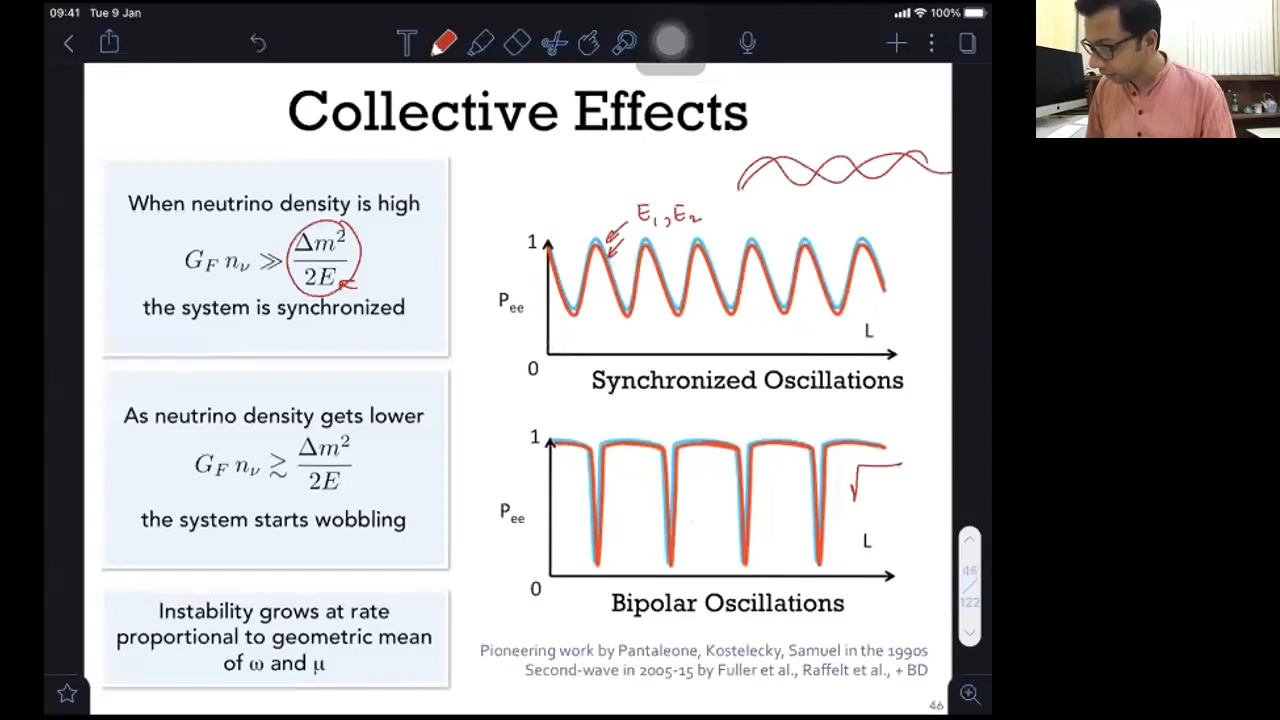 09:41 Tue 9 Jan
100%
Collective Effects
When neutrino density is high
G_F n_ν ≫ Δm²/2E
the system is synchronized
As neutrino density gets lower
G_F n_ν ≳ Δm²/2E
the system starts wobbling
Instability grows at rate
proportional to geometric mean
of ω and μ
E₁, E₂
1
P_ee
L
0
Synchronized Oscillations
1
P_ee
√
L
0
Bipolar Oscillations
Pioneering work by Pantaleone, Kostelecky, Samuel in the 1990s
Second-wave in 2005-15 by Fuller et al., Raffelt et al., + BD
46
46
/
122